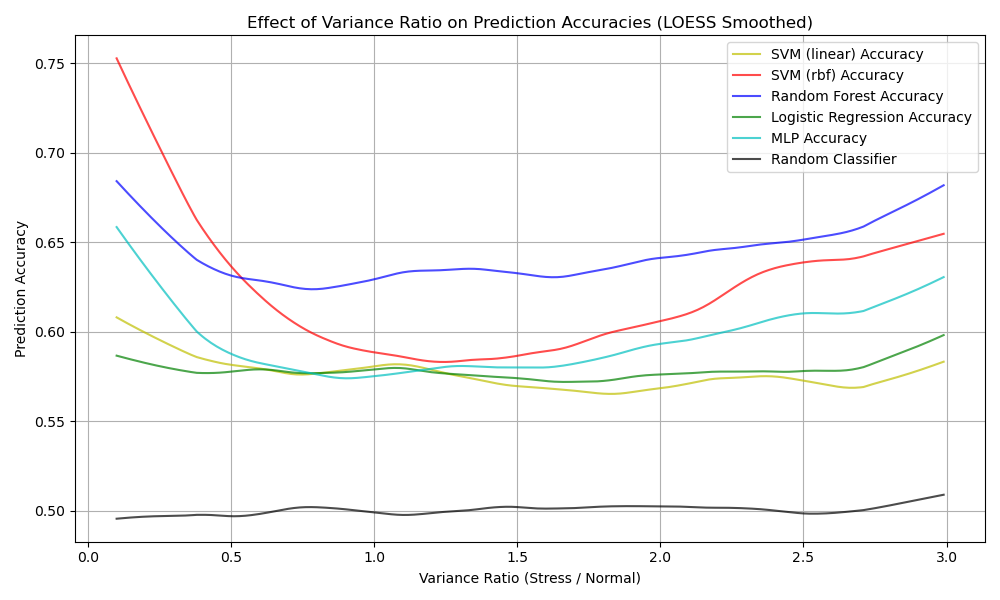 Effect of Variance Ratio on Prediction Accuracies (LOESS Smoothed)
SVM (linear) Accuracy
SVM (rbf) Accuracy
Random Forest Accuracy
Logistic Regression Accuracy
MLP Accuracy
Random Classifier
Prediction Accuracy
0.75
0.70
0.65
0.60
0.55
0.50
0.0 0.5 1.0 1.5 2.0 2.5 3.0
Variance Ratio (Stress / Normal)